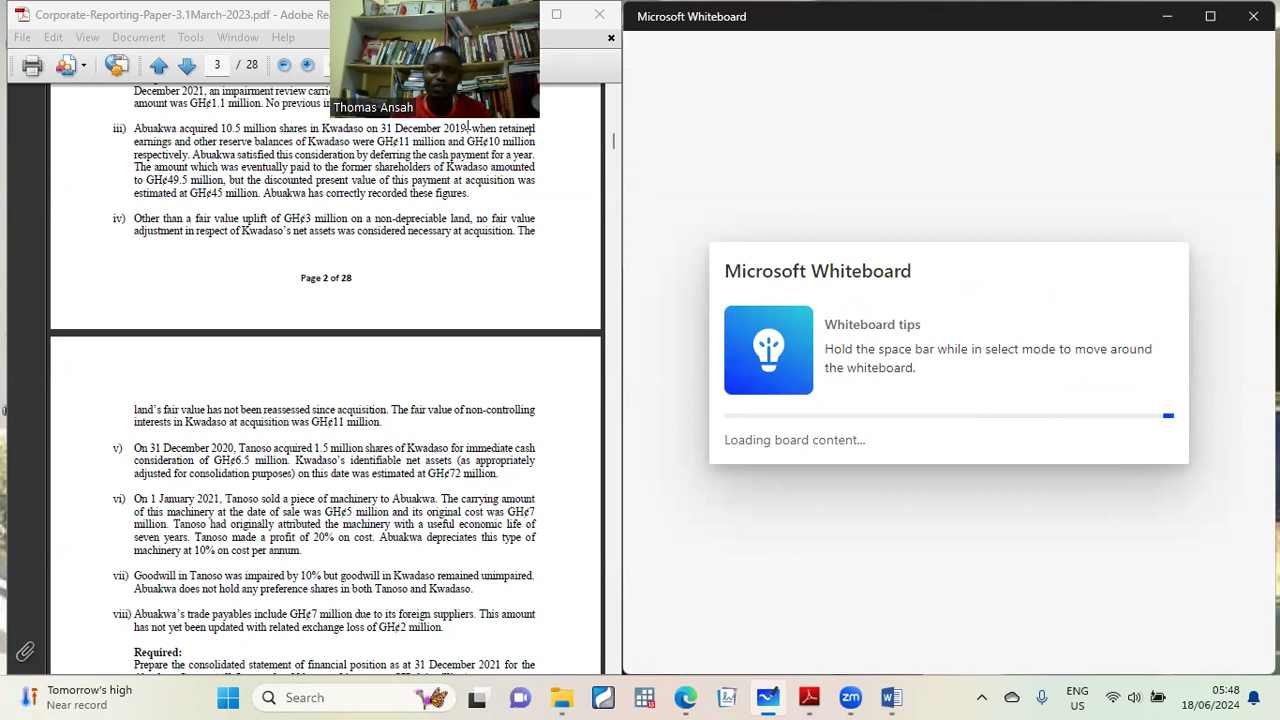 Corporate-Reporting-Paper-3.1March-2023.pdf - Adobe Re
File Edit View Document Tools Window Help
3 / 28
December 2021, an impairment review carri
amount was GH¢1.1 million. No previous i
iii) Abuakwa acquired 10.5 million shares in Kwadaso on 31 December 2019, when retained
earnings and other reserve balances of Kwadaso were GH¢11 million and GH¢10 million
respectively. Abuakwa satisfied this consideration by deferring the cash payment for a year.
The amount which was eventually paid to the former shareholders of Kwadaso amounted
to GH¢49.5 million, but the discounted present value of this payment at acquisition was
estimated at GH¢45 million. Abuakwa has correctly recorded these figures.
iv) Other than a fair value uplift of GH¢3 million on a non-depreciable land, no fair value
adjustment in respect of Kwadaso's net assets was considered necessary at acquisition. The
Page 2 of 28
land's fair value has not been reassessed since acquisition. The fair value of non-controlling
interests in Kwadaso at acquisition was GH¢11 million.
v) On 31 December 2020, Tanoso acquired 1.5 million shares of Kwadaso for immediate cash
consideration of GH¢6.5 million. Kwadaso's identifiable net assets (as appropriately
adjusted for consolidation purposes) on this date was estimated at GH¢72 million.
vi) On 1 January 2021, Tanoso sold a piece of machinery to Abuakwa. The carrying amount
of this machinery at the date of sale was GH¢5 million and its original cost was GH¢7
million. Tanoso had originally attributed the machinery with a useful economic life of
seven years. Tanoso made a profit of 20% on cost. Abuakwa depreciates this type of
machinery at 10% on cost per annum.
vii) Goodwill in Tanoso was impaired by 10% but goodwill in Kwadaso remained unimpaired.
Abuakwa does not hold any preference shares in both Tanoso and Kwadaso.
viii) Abuakwa's trade payables include GH¢7 million due to its foreign suppliers. This amount
has not yet been updated with related exchange loss of GH¢2 million.
Required:
Prepare the consolidated statement of financial position as at 31 December 2021 for the
Thomas Ansah
Microsoft Whiteboard
Microsoft Whiteboard
Whiteboard tips
Hold the space bar while in select mode to move around
the whiteboard.
Loading board content...
Tomorrow's high
Near record
Search
zm
ENG
US
05:48
18/06/2024